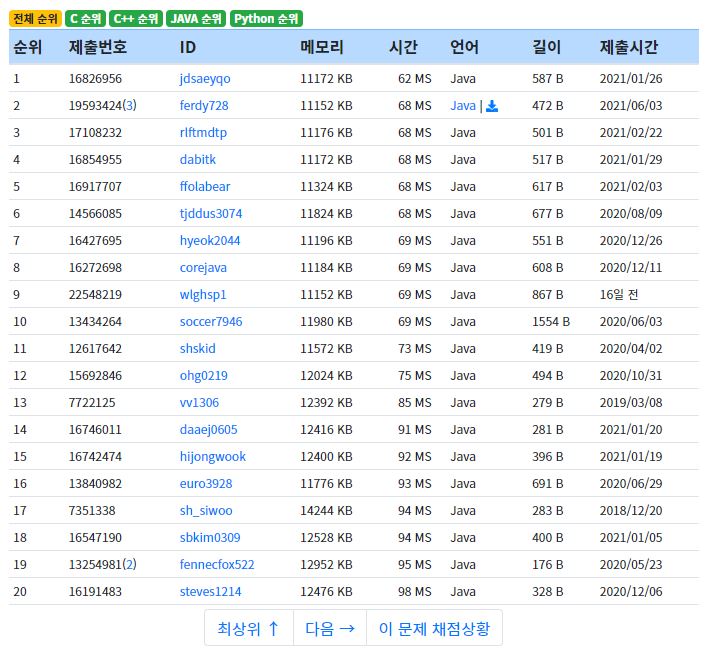 전체 순위 C 순위 C++ 순위 JAVA 순위 Python 순위
순위 제출번호 ID 메모리 시간 언어 길이 제출시간
1 16826956 jdsaeyqo 11172 KB 62 MS Java 587 B 2021/01/26
2 19593424(3) ferdy728 11152 KB 68 MS Java | 472 B 2021/06/03
3 17108232 rlftmdtp 11176 KB 68 MS Java 501 B 2021/02/22
4 16854955 dabitk 11172 KB 68 MS Java 517 B 2021/01/29
5 16917707 ffolabear 11324 KB 68 MS Java 617 B 2021/02/03
6 14566085 tjddus3074 11824 KB 68 MS Java 677 B 2020/08/09
7 16427695 hyeok2044 11196 KB 69 MS Java 551 B 2020/12/26
8 16272698 corejava 11184 KB 69 MS Java 608 B 2020/12/11
9 22548219 wlghsp1 11152 KB 69 MS Java 867 B 16일 전
10 13434264 soccer7946 11980 KB 69 MS Java 1554 B 2020/06/03
11 12617642 shskid 11572 KB 73 MS Java 419 B 2020/04/02
12 15692846 ohg0219 12024 KB 75 MS Java 494 B 2020/10/31
13 7722125 vv1306 12392 KB 85 MS Java 279 B 2019/03/08
14 16746011 daaej0605 12416 KB 91 MS Java 281 B 2021/01/20
15 16742474 hijongwook 12400 KB 92 MS Java 396 B 2021/01/19
16 13840982 euro3928 11776 KB 93 MS Java 691 B 2020/06/29
17 7351338 sh_siwoo 14244 KB 94 MS Java 283 B 2018/12/20
18 16547190 sbkim0309 12528 KB 94 MS Java 400 B 2021/01/05
19 13254981(2) fennecfox522 12952 KB 95 MS Java 176 B 2020/05/23
20 16191483 steves1214 12476 KB 98 MS Java 328 B 2020/12/06
최상위 ↑ 다음 → 이 문제 채점상황